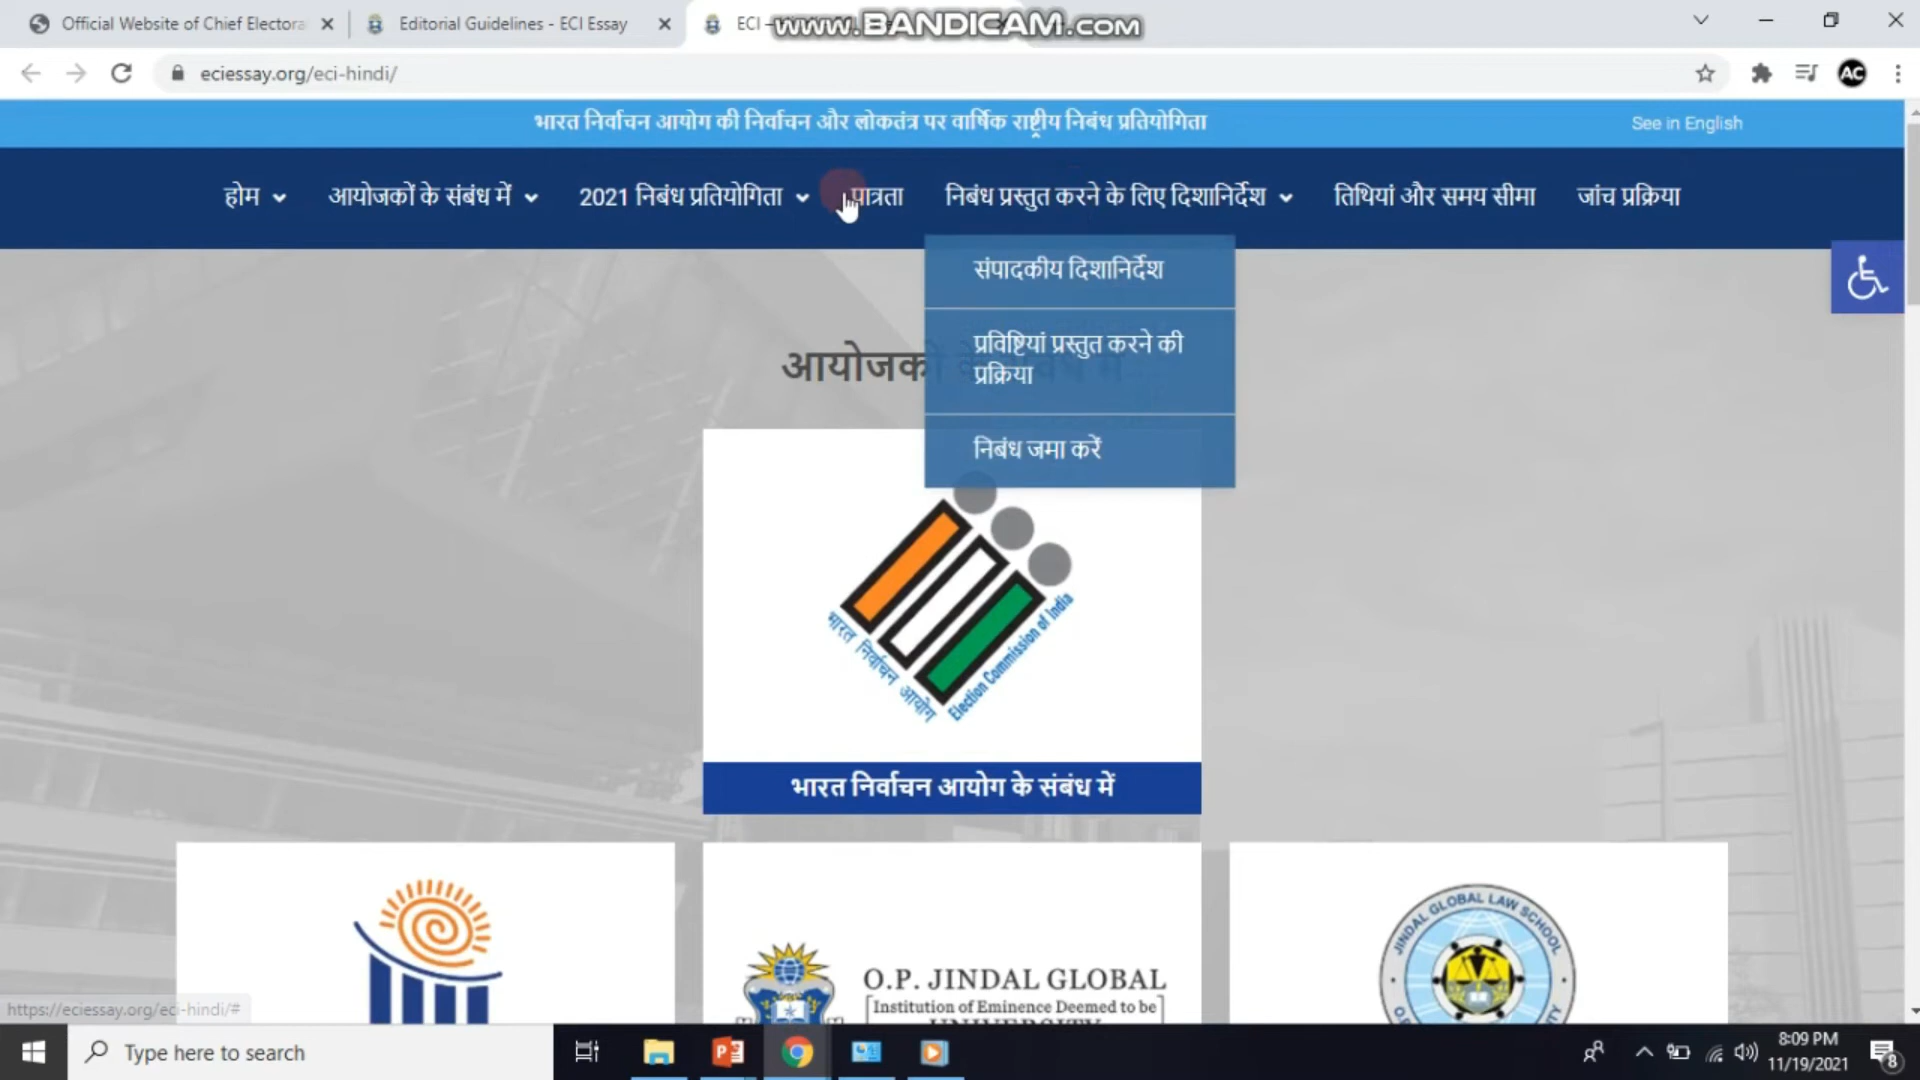 Official Website of Chief Electora
Editorial Guidelines - ECI Essay
ECI –
www.BANDICAM.com
eciessay.org/eci-hindi/
AC
भारत निर्वाचन आयोग की निर्वाचन और लोकतंत्र पर वार्षिक राष्ट्रीय निबंध प्रतियोगिता
See in English
होम
आयोजकों के संबंध में
2021 निबंध प्रतियोगिता
पात्रता
निबंध प्रस्तुत करने के लिए दिशानिर्देश
तिथियां और समय सीमा
जांच प्रक्रिया
संपादकीय दिशानिर्देश
प्रविष्टियां प्रस्तुत करने की
प्रक्रिया
निबंध जमा करें
आयोजकों के संबंध में
भारत निर्वाचन आयोग
Election Commission of India
भारत निर्वाचन आयोग के संबंध में
O.P. JINDAL GLOBAL
[Institution of Eminence Deemed to be]
UNIVERSITY
JINDAL GLOBAL LAW SCHOOL
https://eciessay.org/eci-hindi/#
Type here to search
8:09 PM
11/19/2021
8